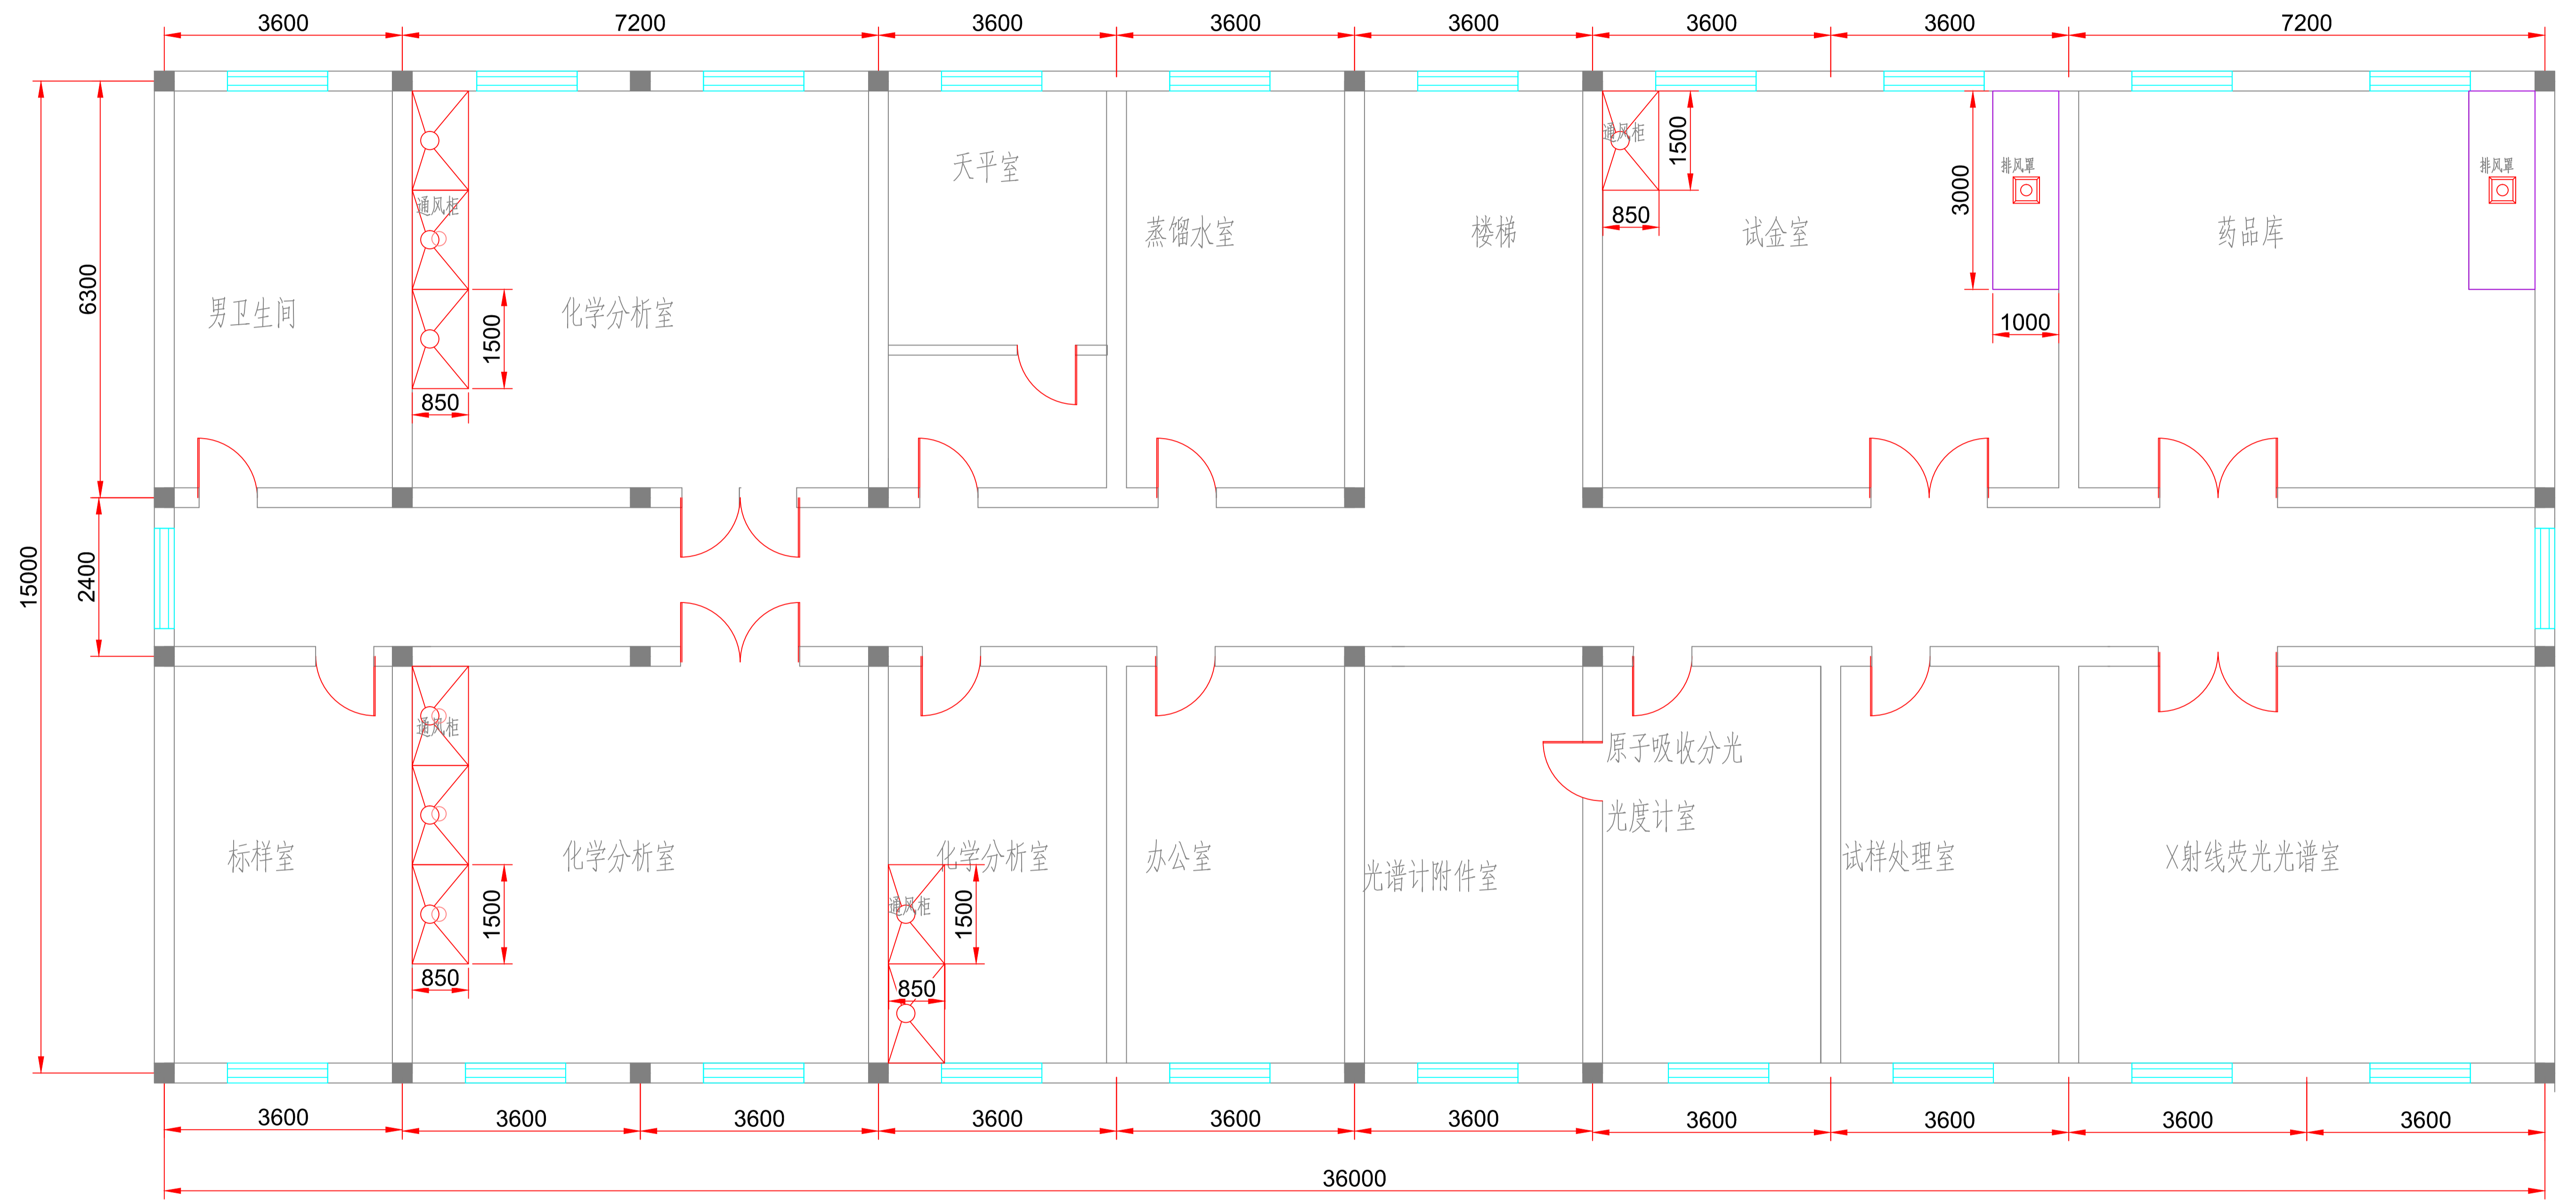 3600
7200
3600
3600
3600
3600
3600
7200
通风柜
1500
850
天平室
排风罩
排风罩
3000
通风柜
蒸馏水室
楼梯
试金室
药品库
6300
男卫生间
化学分析室
1500
1000
850
15000
2400
通风柜
原子吸收分光
光度计室
标样室
化学分析室
化学分析室
办公室
光谱计附件室
试样处理室
X射线荧光光谱室
1500
通风柜
1500
850
850
3600
3600
3600
3600
3600
3600
3600
3600
3600
3600
36000